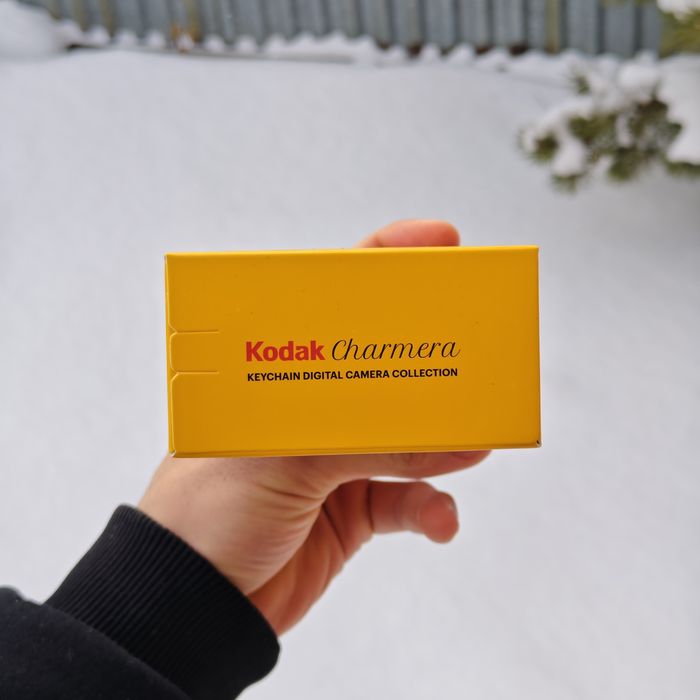 Kodak Charmera
KEYCHAIN DIGITAL CAMERA COLLECTION